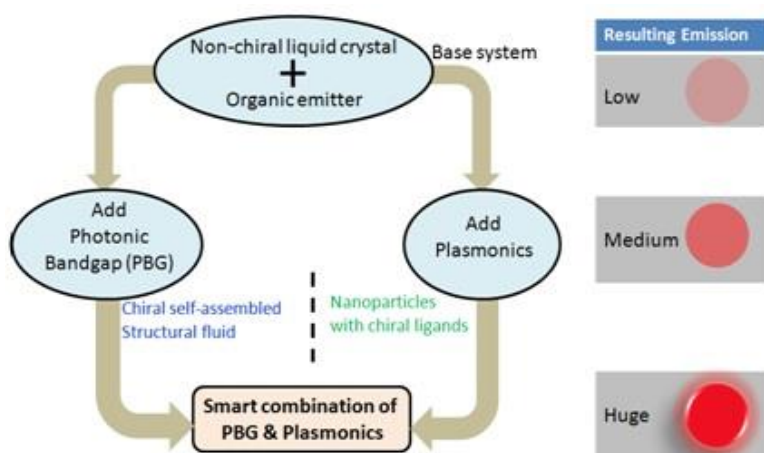 Non-chiral liquid crystal
+
Organic emitter
Base system
Resulting Emission
Low
Add
Photonic
Bandgap (PBG)
Add
Plasmonics
Medium
Chiral self-assembled
Structural fluid
Nanoparticles
with chiral ligands
Smart combination of
PBG & Plasmonics
Huge